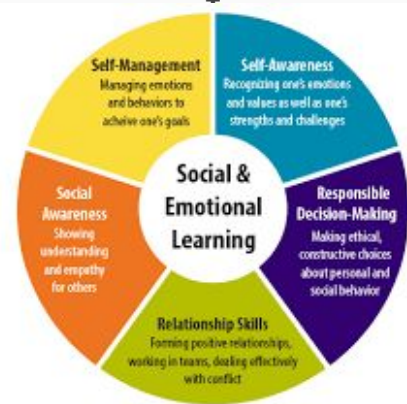 Self-Management
Managing emotions
and behaviors to
acheive one's goals
Self-Awareness
Recognizing one's emotions
and values as well as one's
strengths and challenges
Social &
Emotional
Learning
Social
Awareness
Showing
understanding
and empathy
for others
Responsible
Decision-Making
Making ethical,
constructive choices
about personal and
social behavior
Relationship Skills
Forming positive relationships,
working in teams, dealing effectively
with conflict